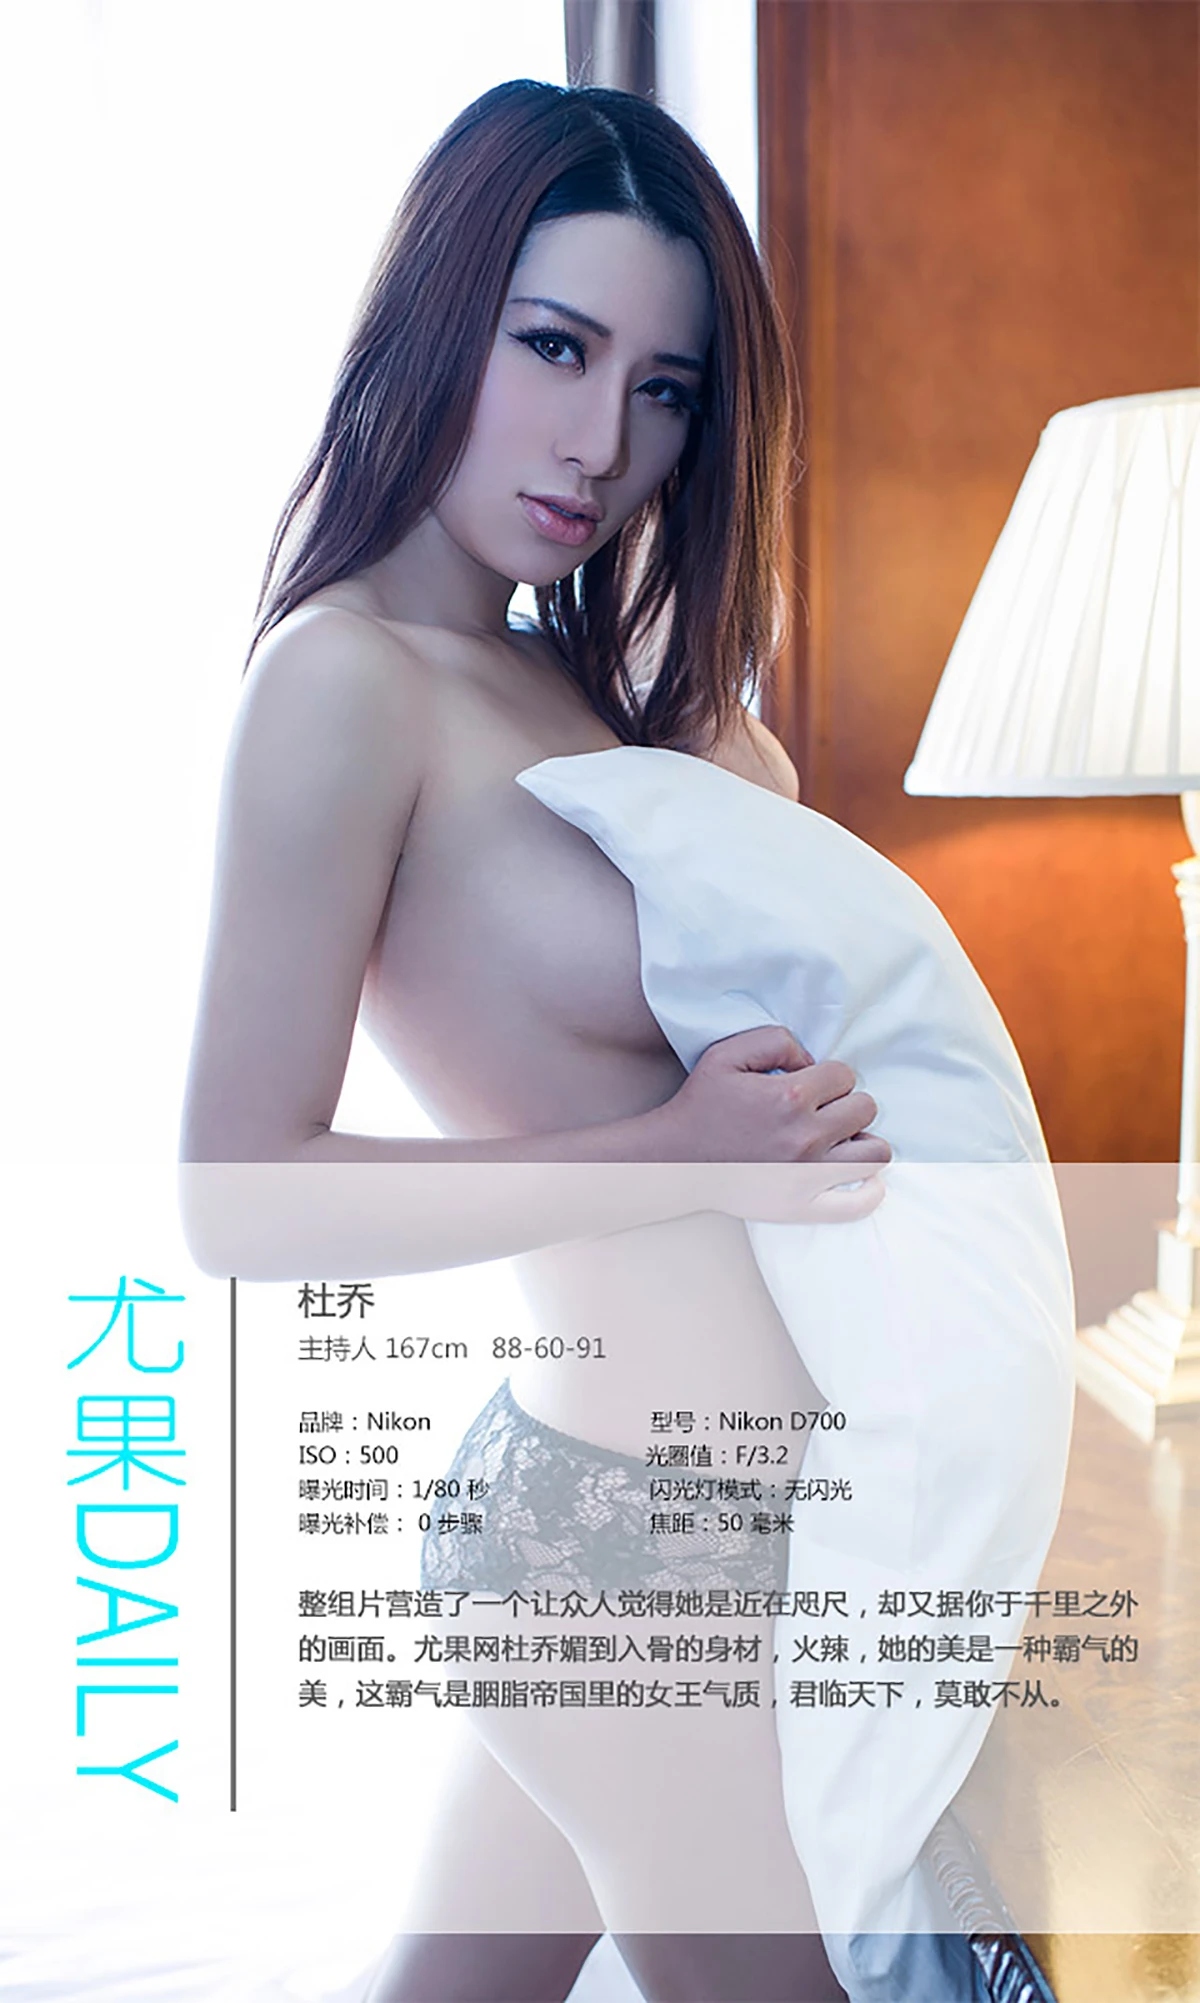 尤果DAILY
杜乔
主持人 167cm 88-60-91
品牌：Nikon 型号：Nikon D700
ISO：500 光圈值：F/3.2
曝光时间：1/80 秒 闪光灯模式：无闪光
曝光补偿： 0 步骤 焦距：50 毫米
整组片营造了一个让众人觉得她是近在咫尺，却又据你于千里之外
的画面。尤果网杜乔媚到入骨的身材，火辣，她的美是一种霸气的
美，这霸气是胭脂帝国里的女王气质，君临天下，莫敢不从。